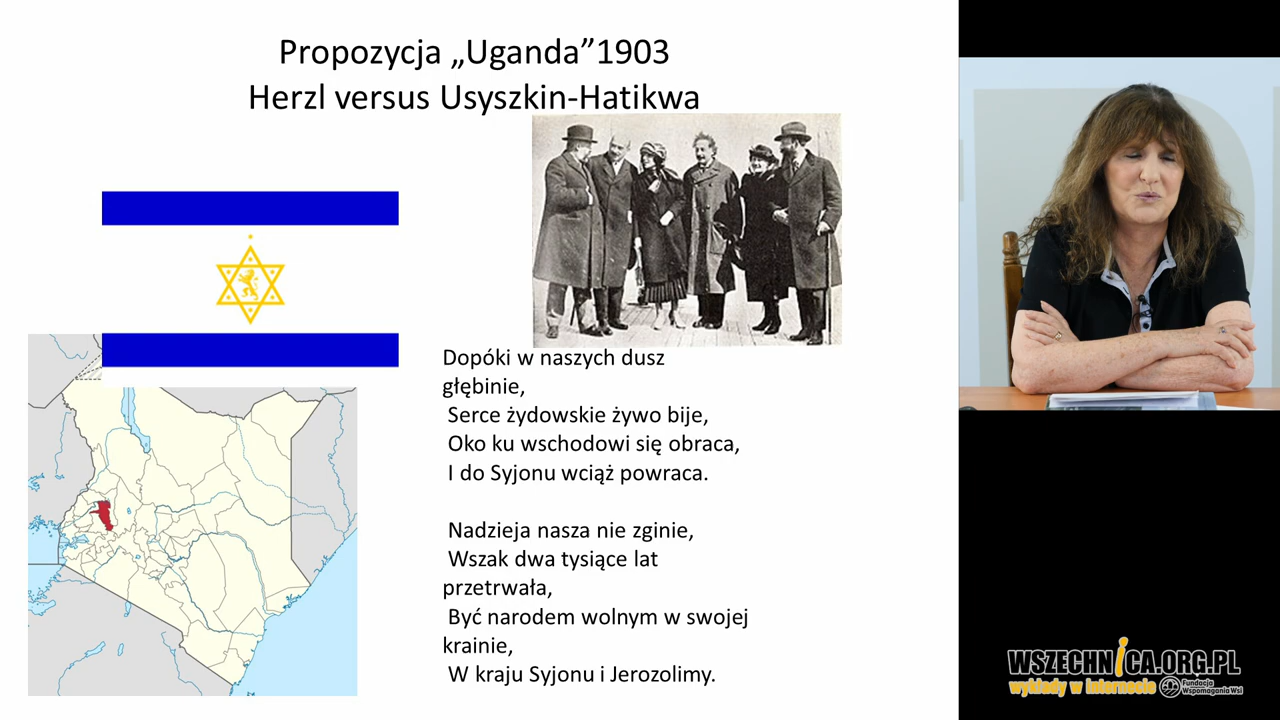 Propozycja „Uganda”1903
Herzl versus Usyszkin-Hatikwa
Dopóki w naszych dusz
głębinie,
Serce żydowskie żywo bije,
Oko ku wschodowi się obraca,
I do Syjonu wciąż powraca.
Nadzieja nasza nie zginie,
Wszak dwa tysiące lat
przetrwała,
Być narodem wolnym w swojej
krainie,
W kraju Syjonu i Jerozolimy.
WSZECHNICA.ORG.PL
wykłady w internecie
Fundacja
Wspomagania Wsi